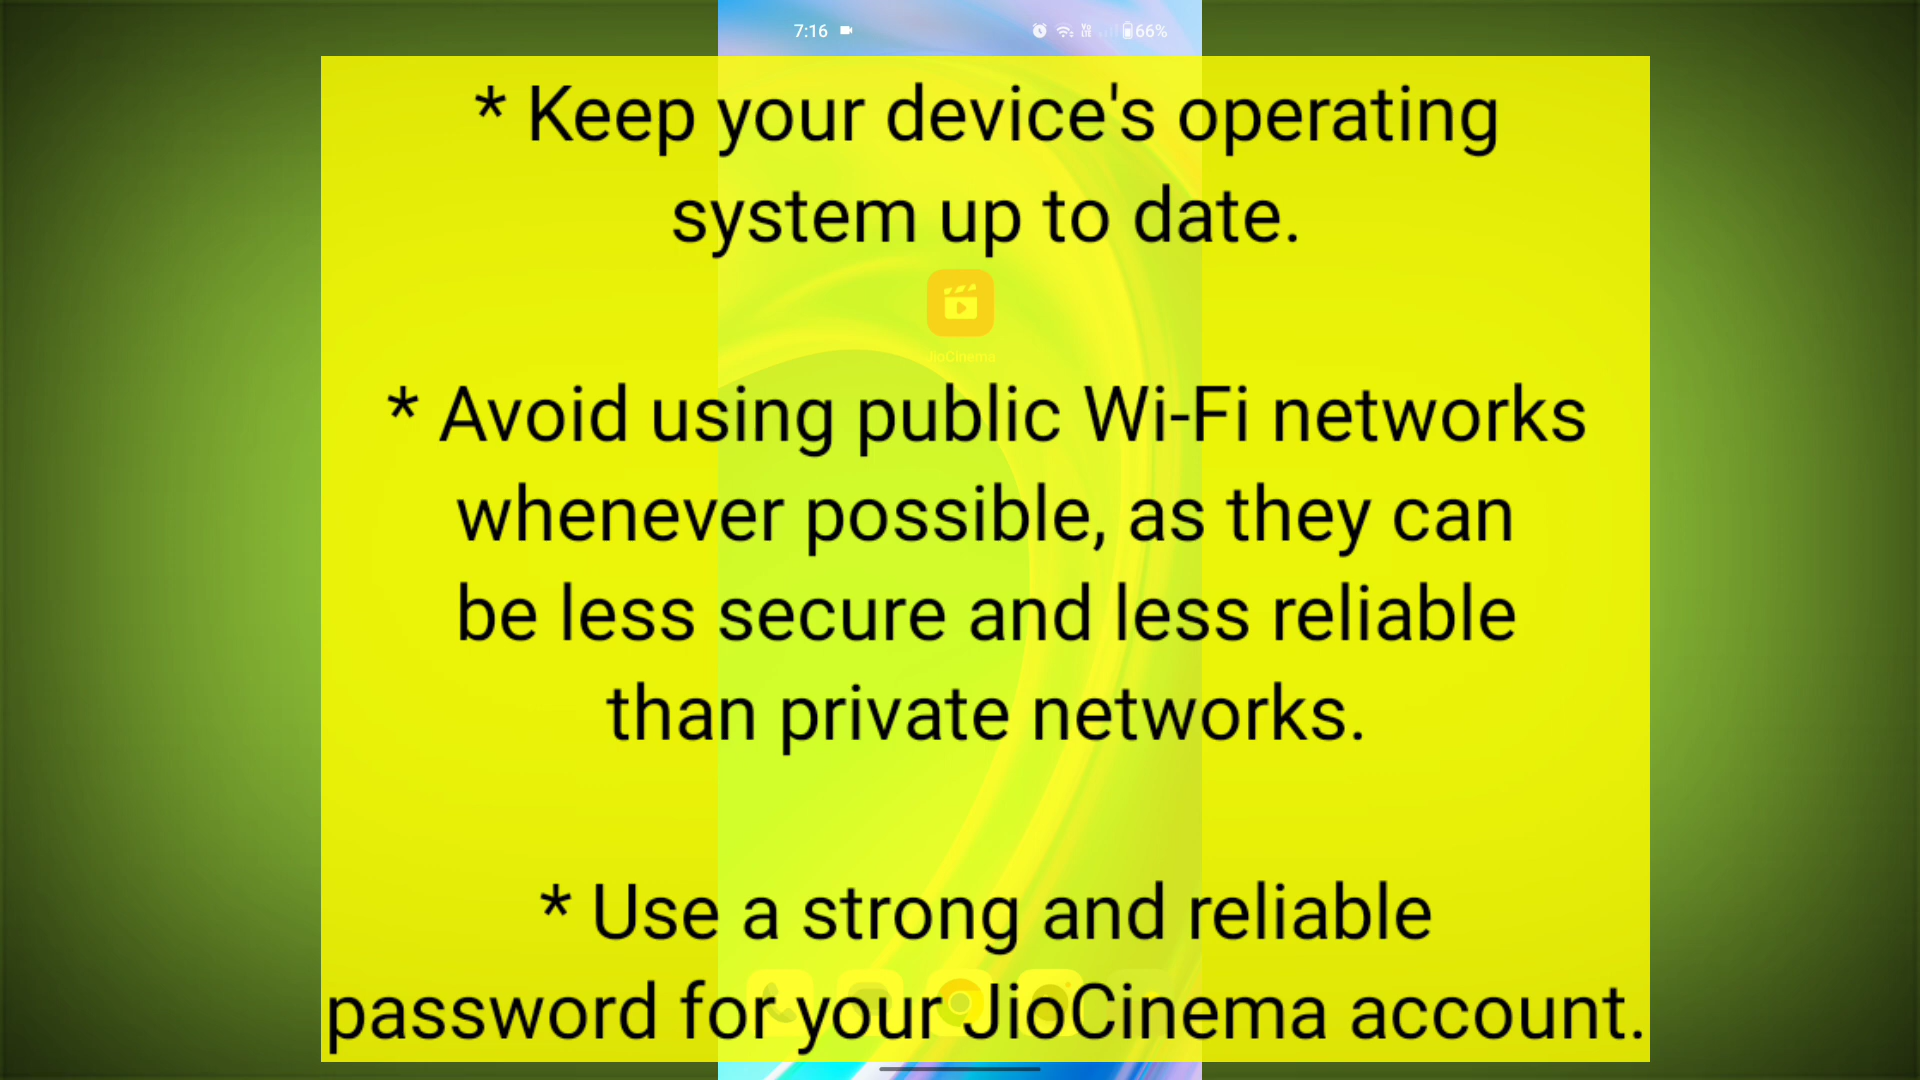 7:16
66%
* Keep your device's operating
system up to date.
JioCinema
* Avoid using public Wi-Fi networks
whenever possible, as they can
be less secure and less reliable
than private networks.
* Use a strong and reliable
password for your JioCinema account.